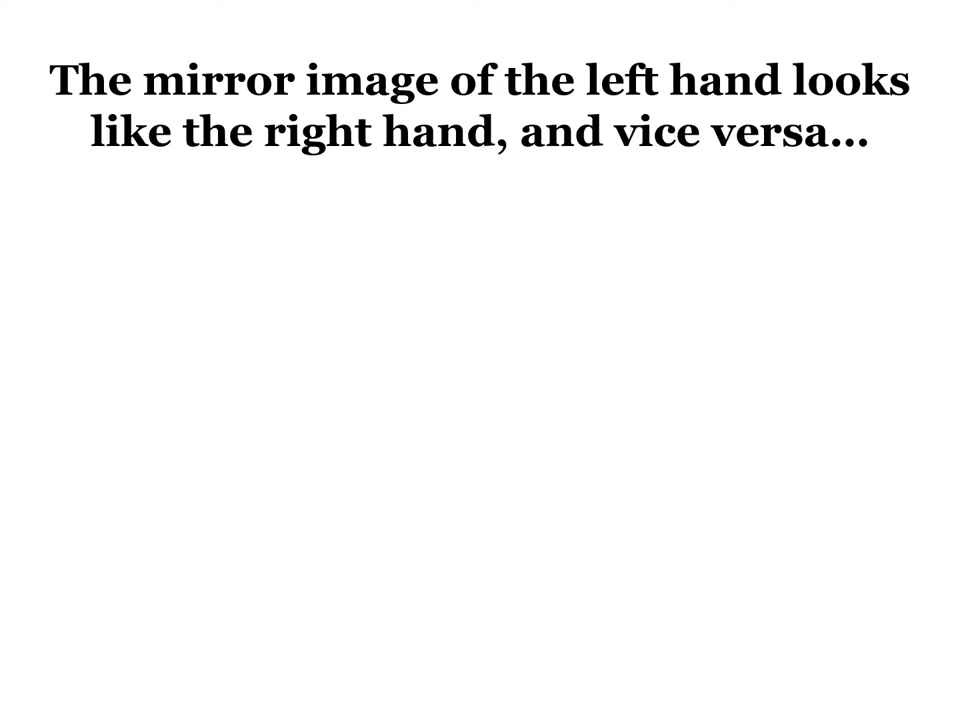 The mirror image of the left hand looks
like the right hand, and vice versa…